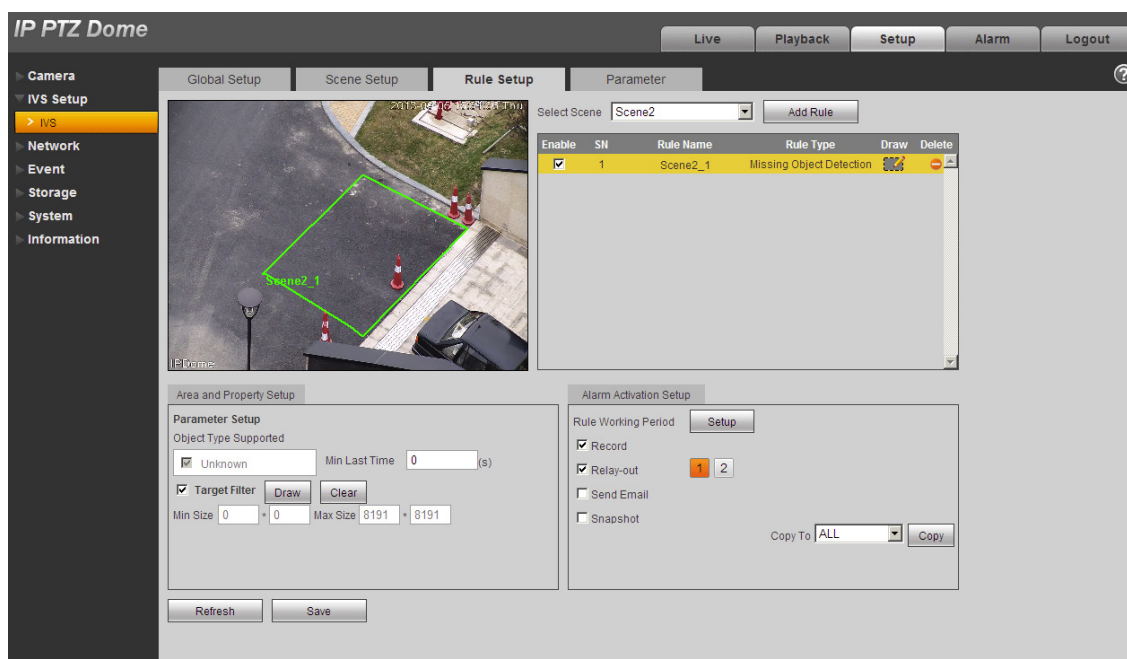 IP PTZ Dome
Live Playback Setup Alarm Logout
Camera
IVS Setup
> IVS
Network
Event
Storage
System
Information
Global Setup Scene Setup Rule Setup Parameter
?
Thu
Scene2_1
IPDome
Select Scene Scene2 Add Rule
Enable SN Rule Name Rule Type Draw Delete
1 Scene2_1 Missing Object Detection
Area and Property Setup
Parameter Setup
Object Type Supported
Unknown Min Last Time 0 (s)
Target Filter Draw Clear
Min Size 0 * 0 Max Size 8191 * 8191
Alarm Activation Setup
Rule Working Period Setup
Record
Relay-out 1 2
Send Email
Snapshot
Copy To ALL Copy
Refresh Save